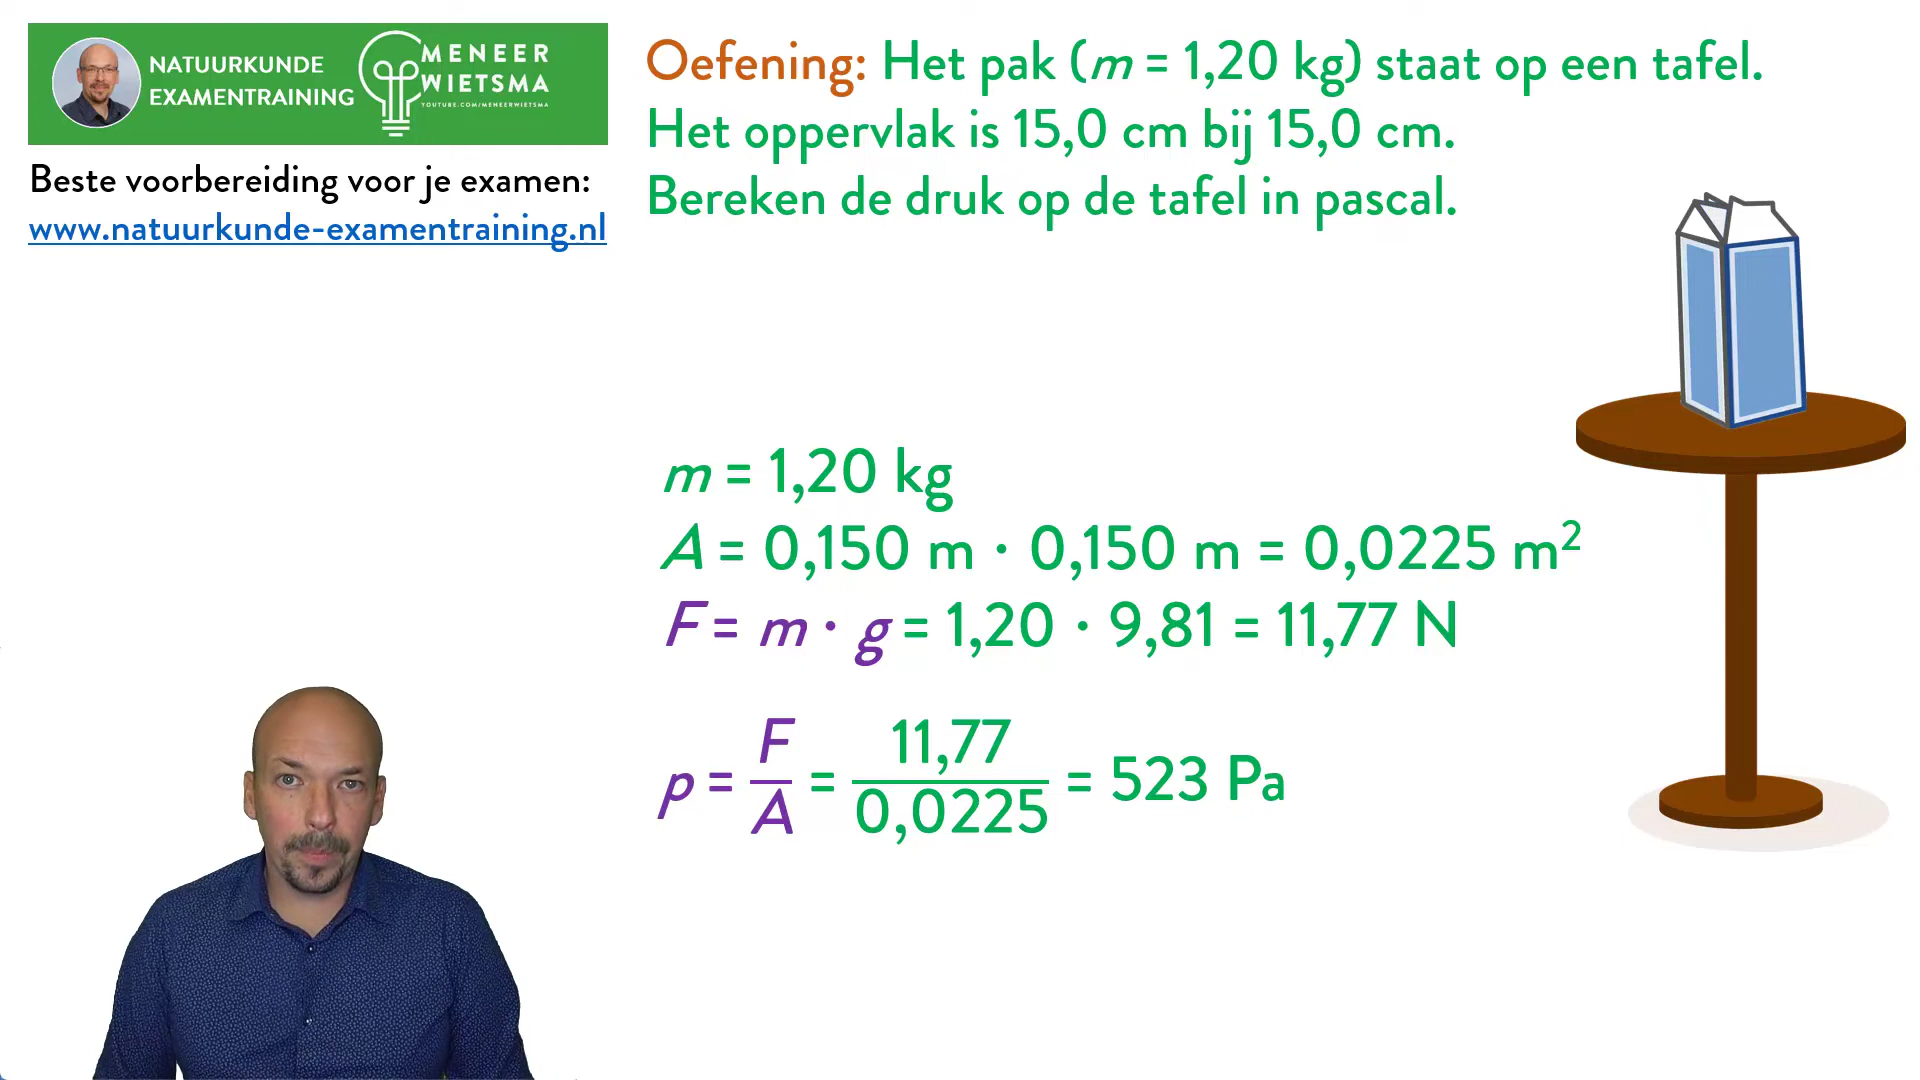 NATUURKUNDE
EXAMENTRAINING
MENEER
WIETSMA
YOUTUBE.COM/MENEERWIETSMA
Beste voorbereiding voor je examen:
www.natuurkunde-examentraining.nl
Oefening: Het pak (m = 1,20 kg) staat op een tafel.
Het oppervlak is 15,0 cm bij 15,0 cm.
Bereken de druk op de tafel in pascal.
m = 1,20 kg
A = 0,150 m · 0,150 m = 0,0225 m²
F = m · g = 1,20 · 9,81 = 11,77 N
p = F/A = 11,77/0,0225 = 523 Pa